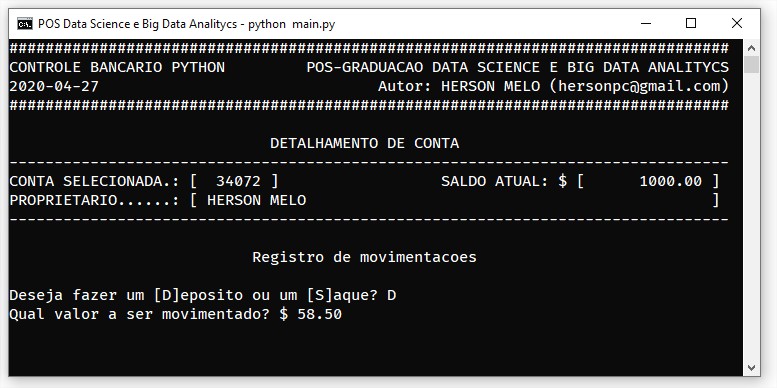 POS Data Science e Big Data Analitycs - python  main.py
################################################################################
CONTROLE BANCARIO PYTHON         POS-GRADUACAO DATA SCIENCE E BIG DATA ANALITYCS
2020-04-27                               Autor: HERSON MELO (hersonpc@gmail.com)
################################################################################
DETALHAMENTO DE CONTA
--------------------------------------------------------------------------------
CONTA SELECIONADA.: [  34072 ]                  SALDO ATUAL: $ [      1000.00 ]
PROPRIETARIO......: [ HERSON MELO                                             ]
--------------------------------------------------------------------------------
Registro de movimentacoes
Deseja fazer um [D]eposito ou um [S]aque? D
Qual valor a ser movimentado? $ 58.50